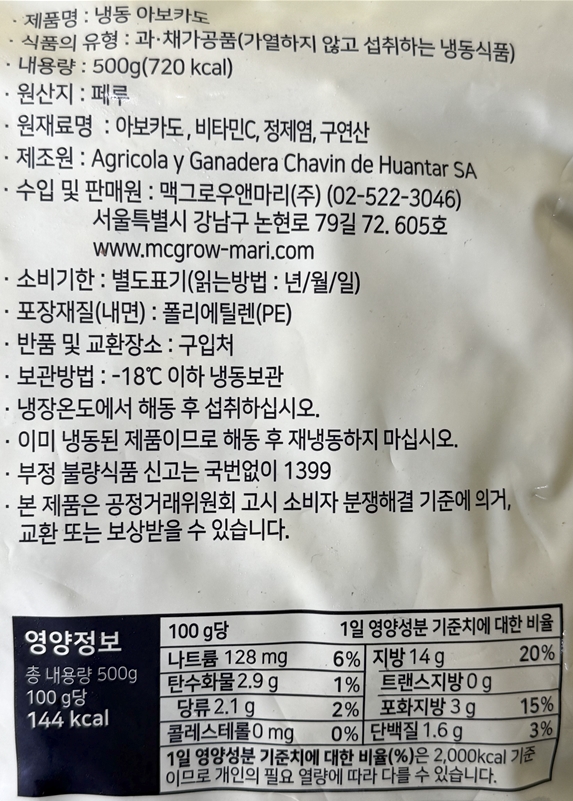 · 제품명 : 냉동 아보카도
· 식품의 유형 : 과·채가공품(가열하지 않고 섭취하는 냉동식품)
· 내용량 : 500g(720 kcal)
· 원산지 : 페루
· 원재료명 : 아보카도, 비타민C, 정제염, 구연산
· 제조원 : Agricola y Ganadera Chavin de Huantar SA
· 수입 및 판매원 : 맥그로우앤마리(주) (02-522-3046)
서울특별시 강남구 논현로 79길 72. 605호
www.mcgrow-mari.com
· 소비기한 : 별도표기(읽는방법 : 년/월/일)
· 포장재질(내면) : 폴리에틸렌(PE)
· 반품 및 교환장소 : 구입처
· 보관방법 : -18℃ 이하 냉동보관
· 냉장온도에서 해동 후 섭취하십시오.
· 이미 냉동된 제품이므로 해동 후 재냉동하지 마십시오.
· 부정 불량식품 신고는 국번없이 1399
· 본 제품은 공정거래위원회 고시 소비자 분쟁해결 기준에 의거,
교환 또는 보상받을 수 있습니다.
영양정보
총 내용량 500g
100 g당
144 kcal
100 g당 1일 영양성분 기준치에 대한 비율
나트륨 128 mg 6% 지방 14 g 20%
탄수화물 2.9 g 1% 트랜스지방 0 g
당류 2.1 g 2% 포화지방 3 g 15%
콜레스테롤 0 mg 0% 단백질 1.6 g 3%
1일 영양성분 기준치에 대한 비율(%)은 2,000kcal 기준
이므로 개인의 필요 열량에 따라 다를 수 있습니다.